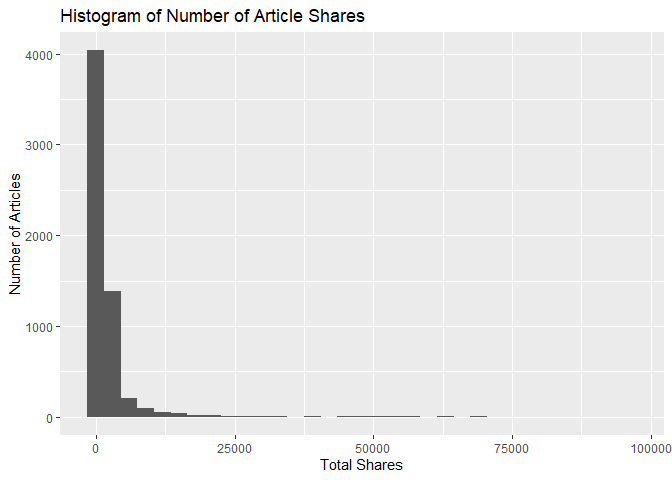 Histogram of Number of Article Shares
4000
3000
2000
1000
0
Number of Articles
0 25000 50000 75000 100000
Total Shares